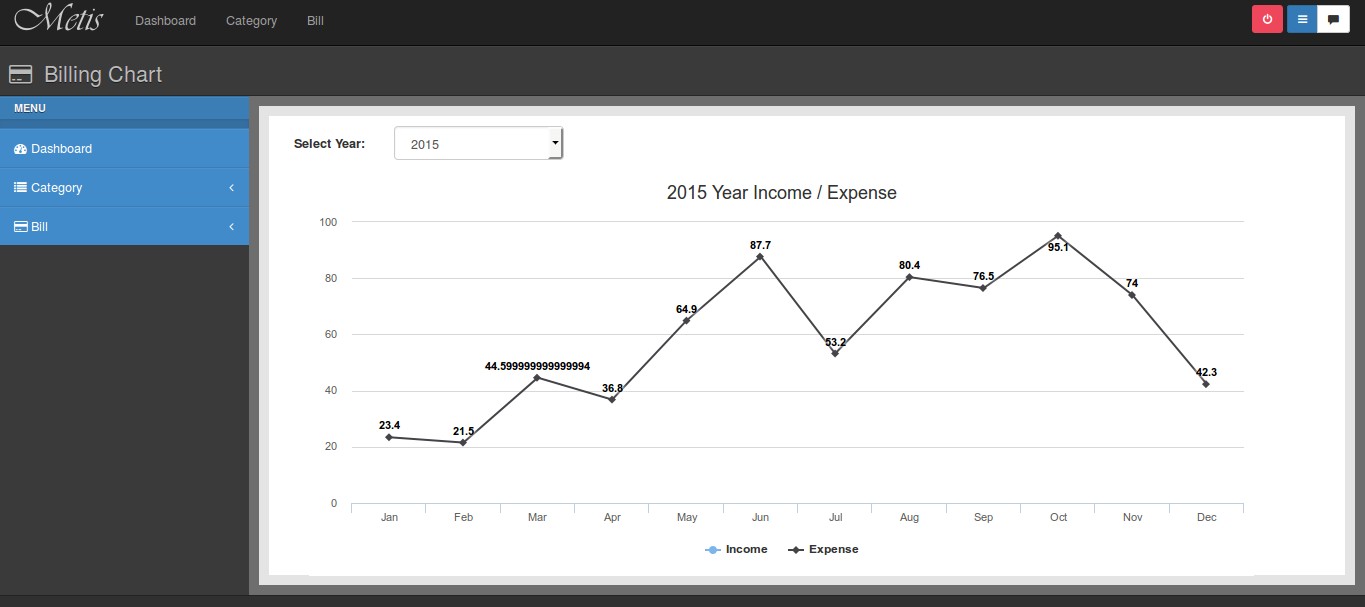 Metis Dashboard Category Bill
Billing Chart
MENU
Dashboard
Category
Bill
Select Year: 2015
2015 Year Income / Expense
100
80
60
40
20
0
23.4
21.5
44.599999999999994
36.8
64.9
87.7
53.2
80.4
76.5
95.1
74
42.3
Jan Feb Mar Apr May Jun Jul Aug Sep Oct Nov Dec
Income Expense